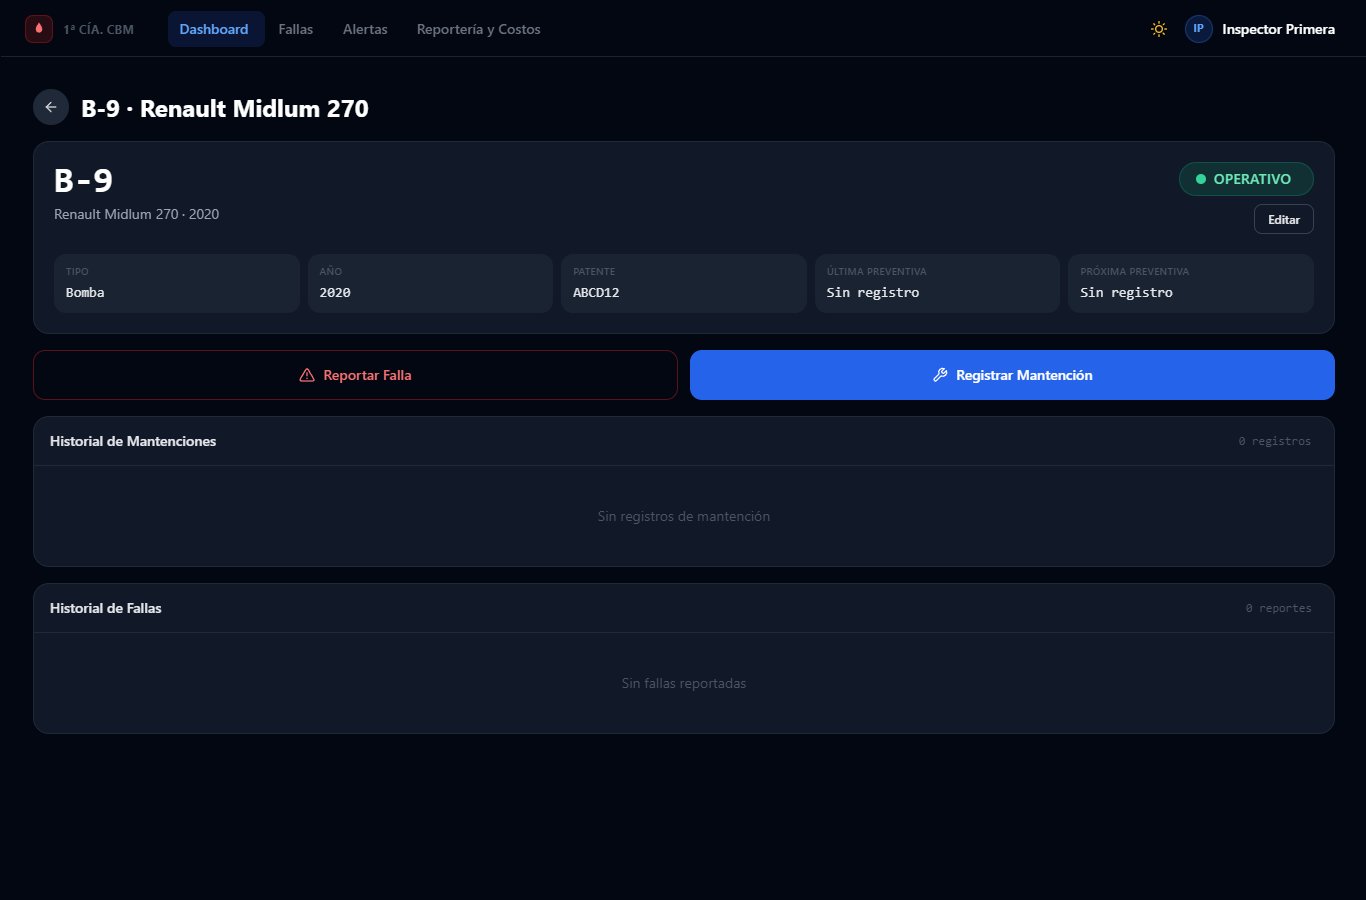 1ª CÍA. CBM
Dashboard
Fallas
Alertas
Reportería y Costos
IP
Inspector Primera
B-9 · Renault Midlum 270
B-9
OPERATIVO
Renault Midlum 270 · 2020
Editar
TIPO
Bomba
AÑO
2020
PATENTE
ABCD12
ÚLTIMA PREVENTIVA
Sin registro
PRÓXIMA PREVENTIVA
Sin registro
Reportar Falla
Registrar Mantención
Historial de Mantenciones
0 registros
Sin registros de mantención
Historial de Fallas
0 reportes
Sin fallas reportadas